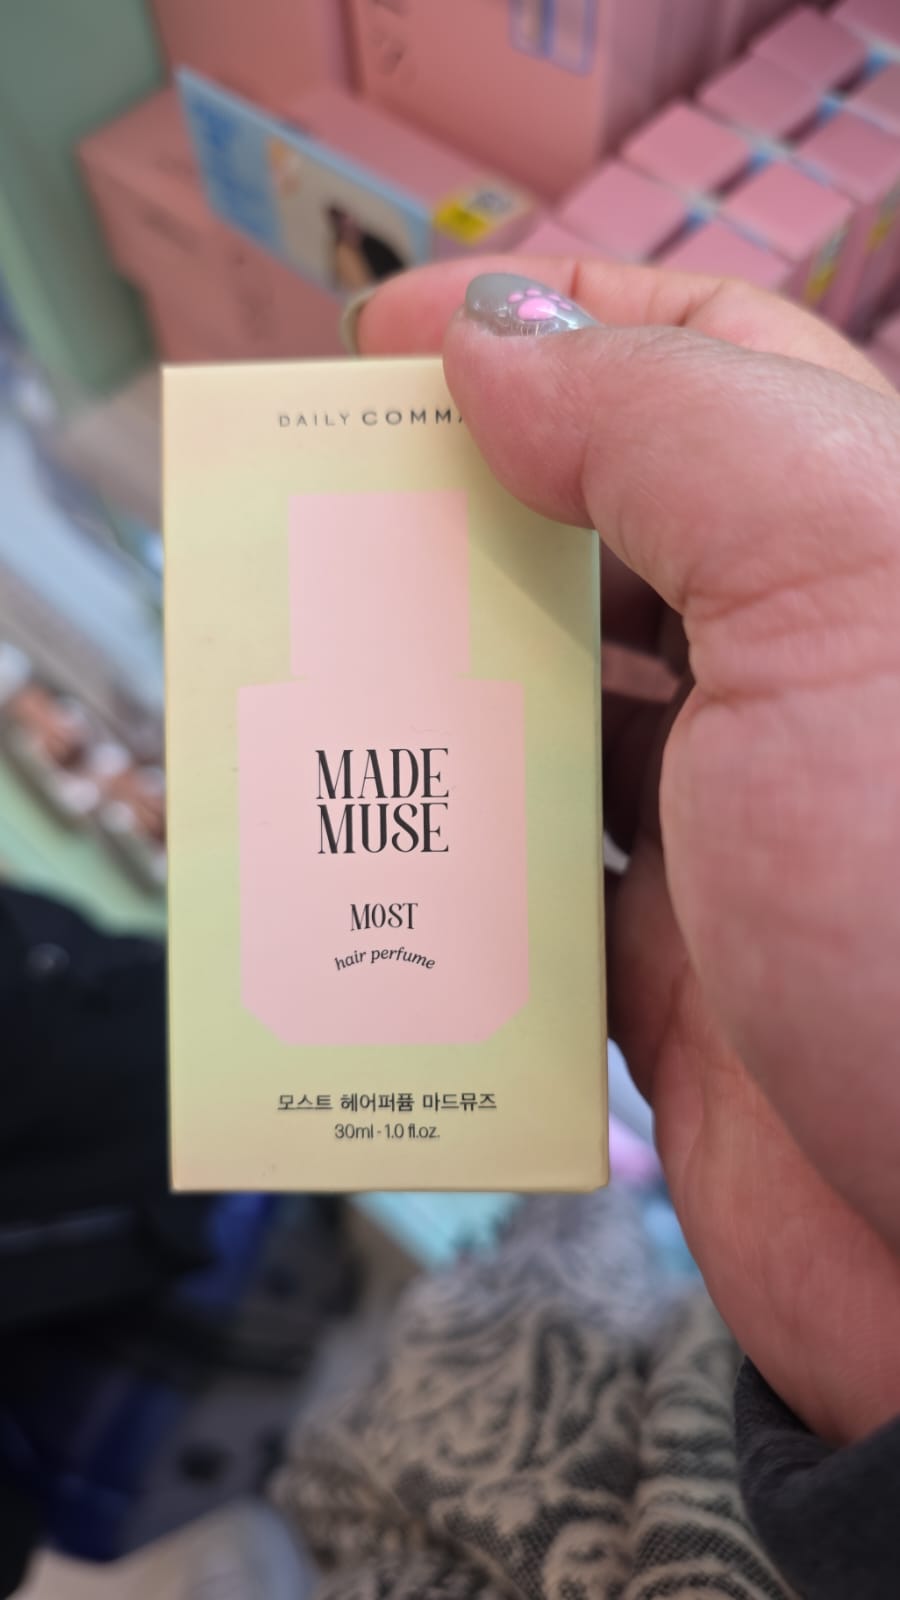 DAILY COMMA
MADE
MUSE
MOST
hair perfume
모스트 헤어퍼퓸 마드뮤즈
30ml · 1.0 fl.oz.